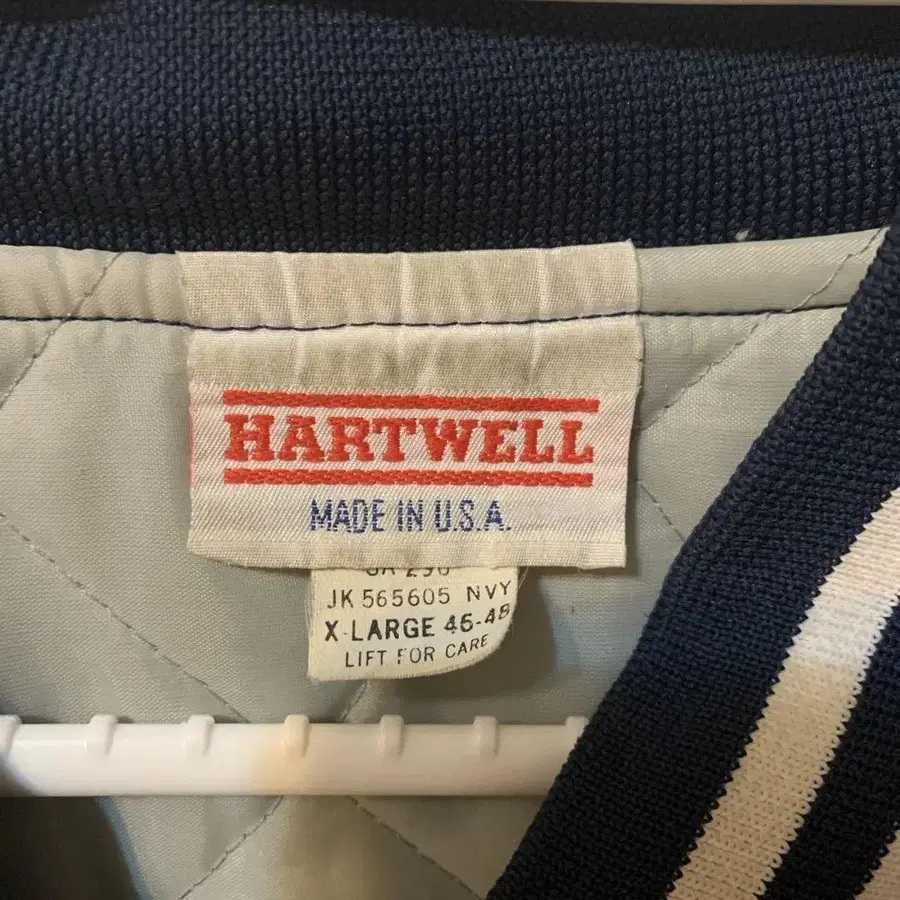 HARTWELL
MADE IN U.S.A.
JK 565605 NVY
X-LARGE 46-48
LIFT FOR CARE